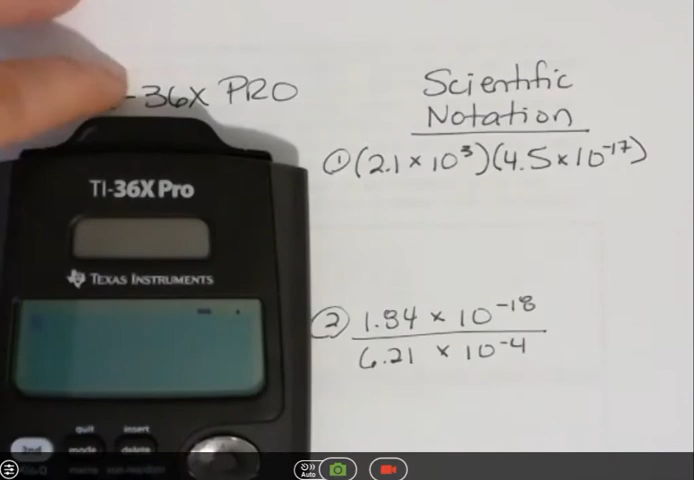 -36X PRO
Scientific
Notation
① (2.1 × 10³)(4.5 × 10⁻¹⁷)
TI-36X Pro
TEXAS INSTRUMENTS
② 1.84 × 10⁻¹⁸
6.21 × 10⁻⁴
quit insert
2nd mode delete
Auto